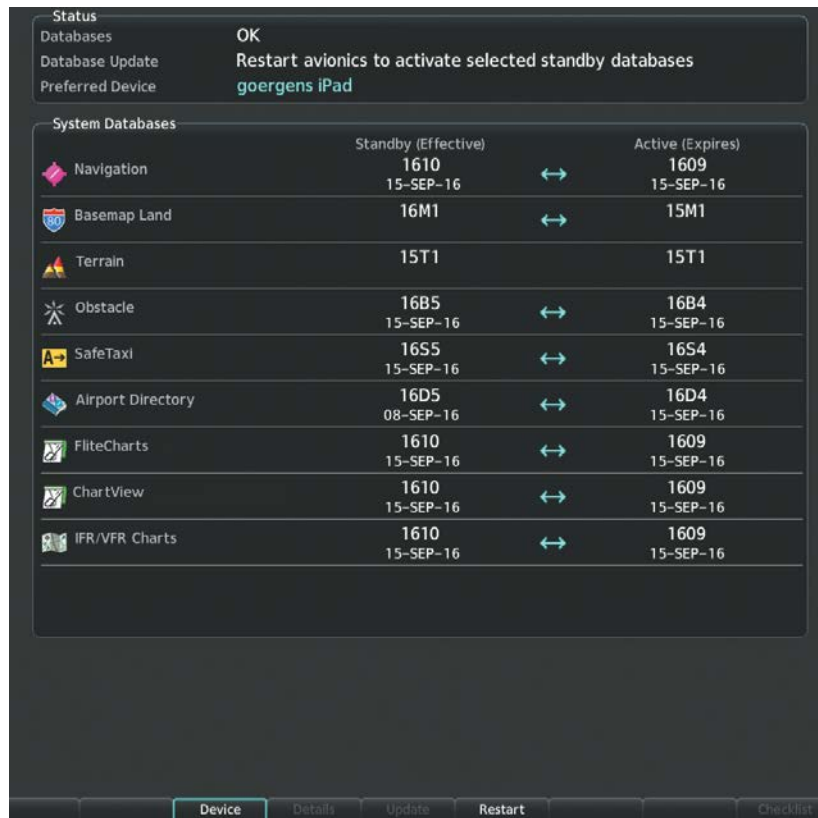 Status
Databases OK
Database Update Restart avionics to activate selected standby databases
Preferred Device goergens iPad
System Databases
Standby (Effective) Active (Expires)
Navigation 1610 ↔ 1609
15-SEP-16 15-SEP-16
80 Basemap Land 16M1 ↔ 15M1
Terrain 15T1 15T1
Obstacle 16B5 ↔ 16B4
15-SEP-16 15-SEP-16
A→ SafeTaxi 16S5 ↔ 16S4
15-SEP-16 15-SEP-16
Airport Directory 16D5 ↔ 16D4
08-SEP-16 15-SEP-16
FliteCharts 1610 ↔ 1609
15-SEP-16 15-SEP-16
ChartView 1610 ↔ 1609
15-SEP-16 15-SEP-16
IFR/VFR Charts 1610 ↔ 1609
15-SEP-16 15-SEP-16
Device Details Update Restart Checklist